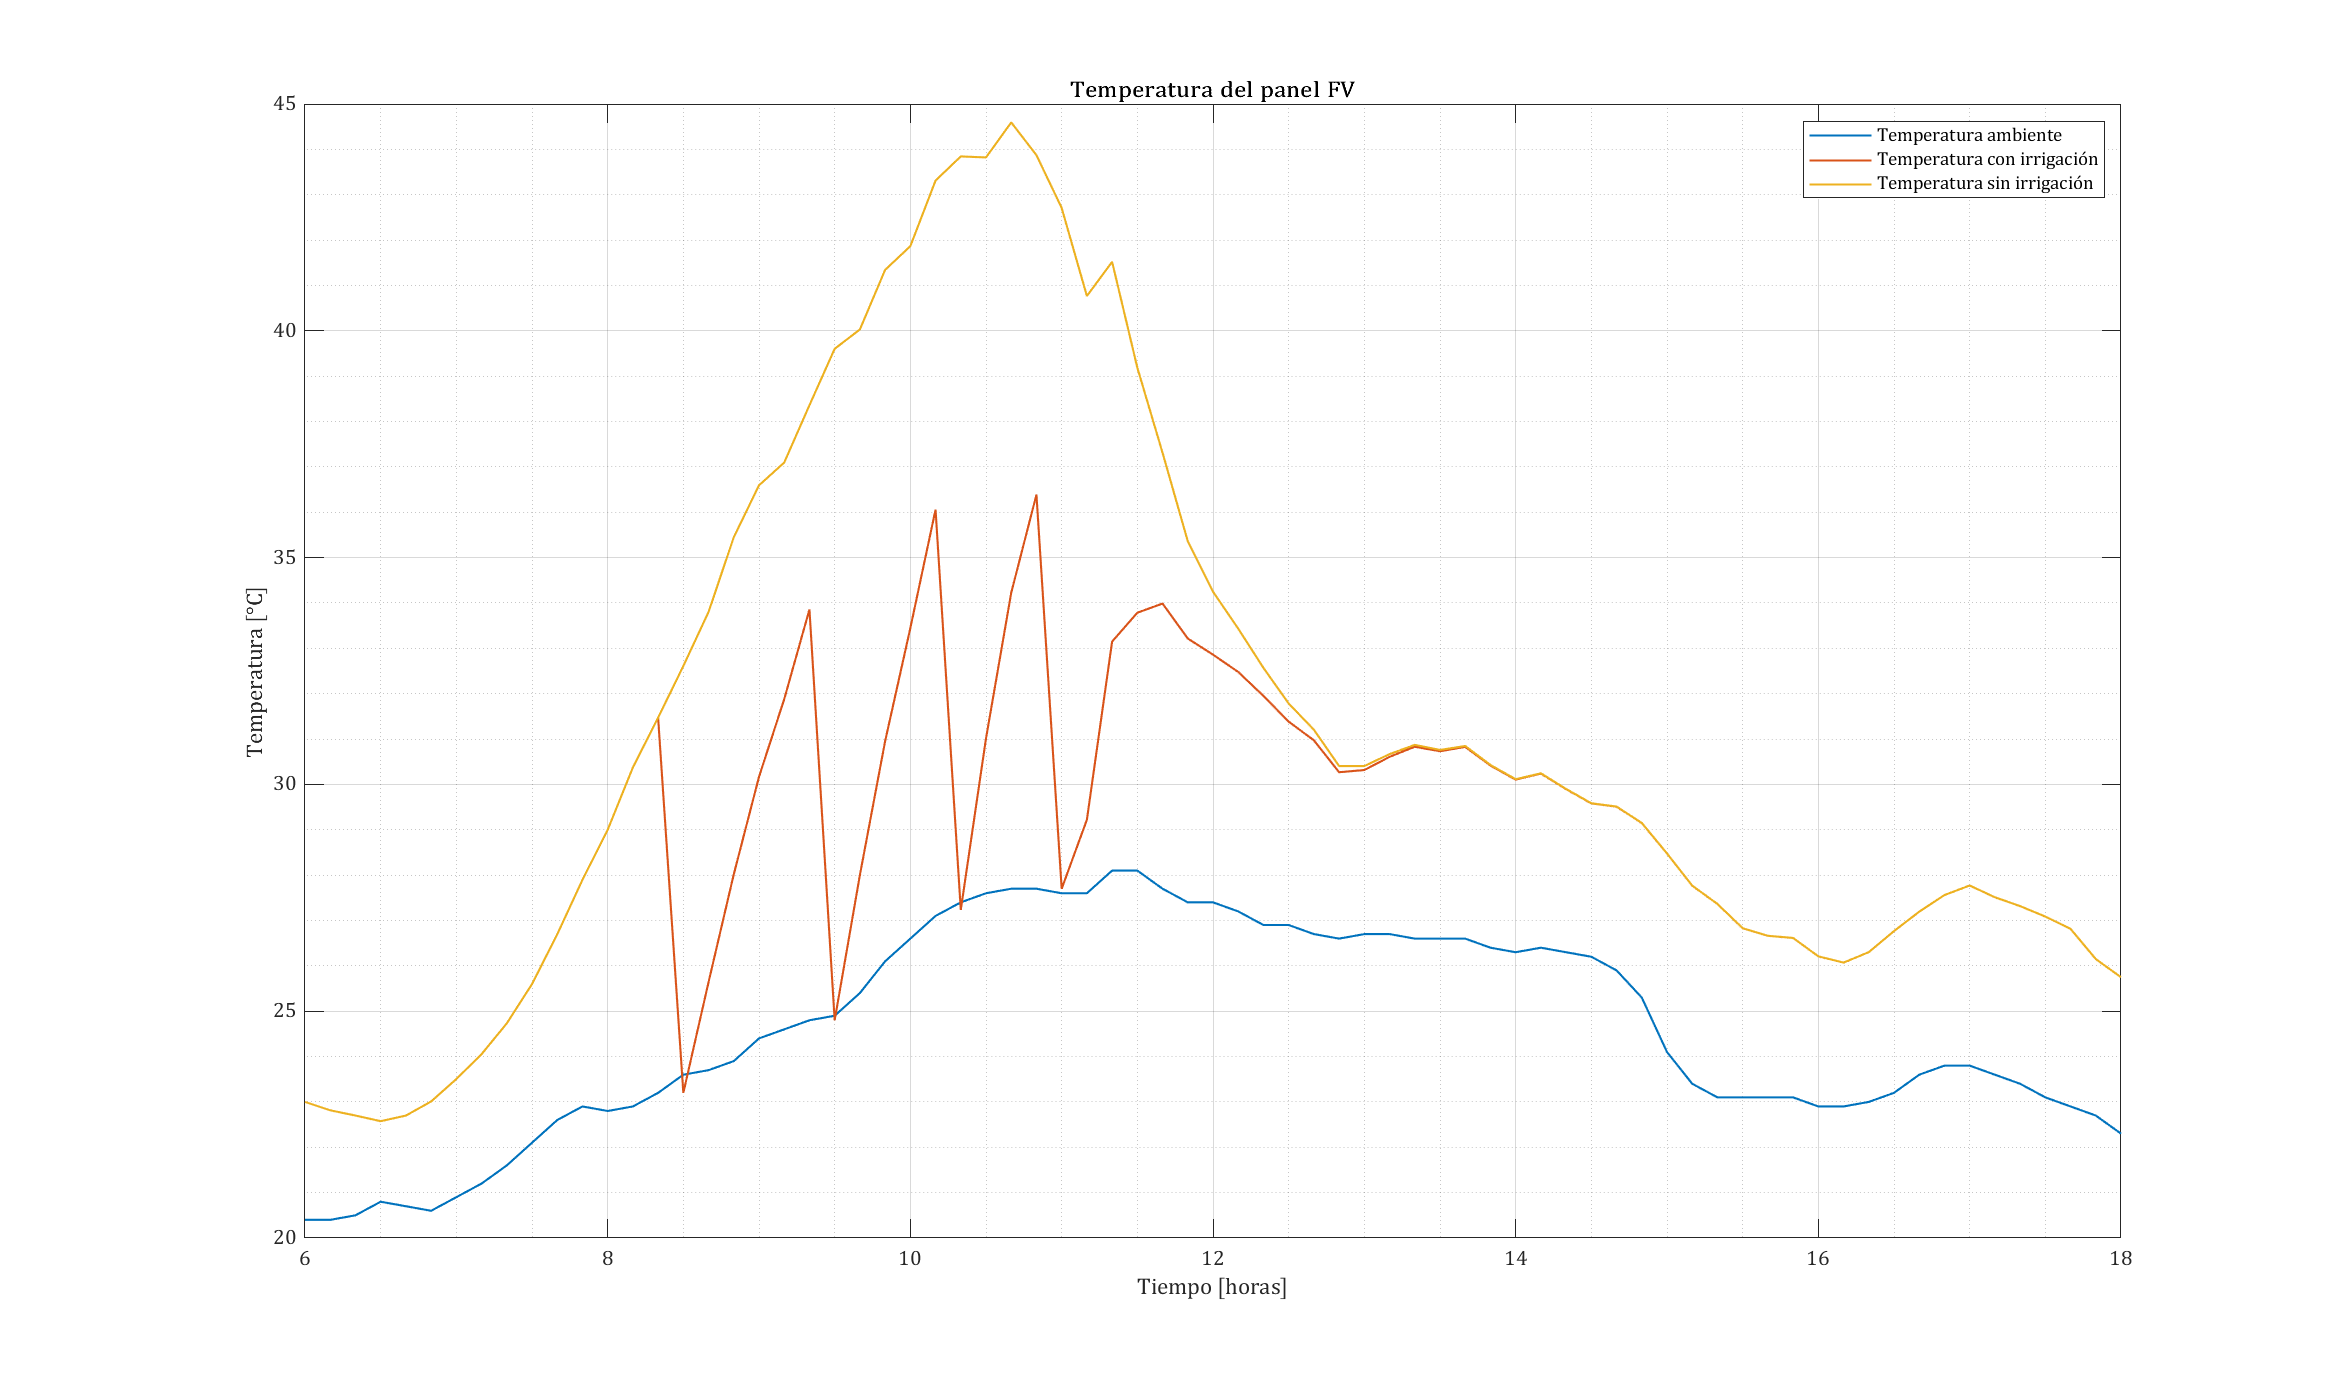 Temperatura del panel FV
45
40
35
30
25
20
Temperatura [°C]
6 8 10 12 14 16 18
Tiempo [horas]
Temperatura ambiente
Temperatura con irrigación
Temperatura sin irrigación